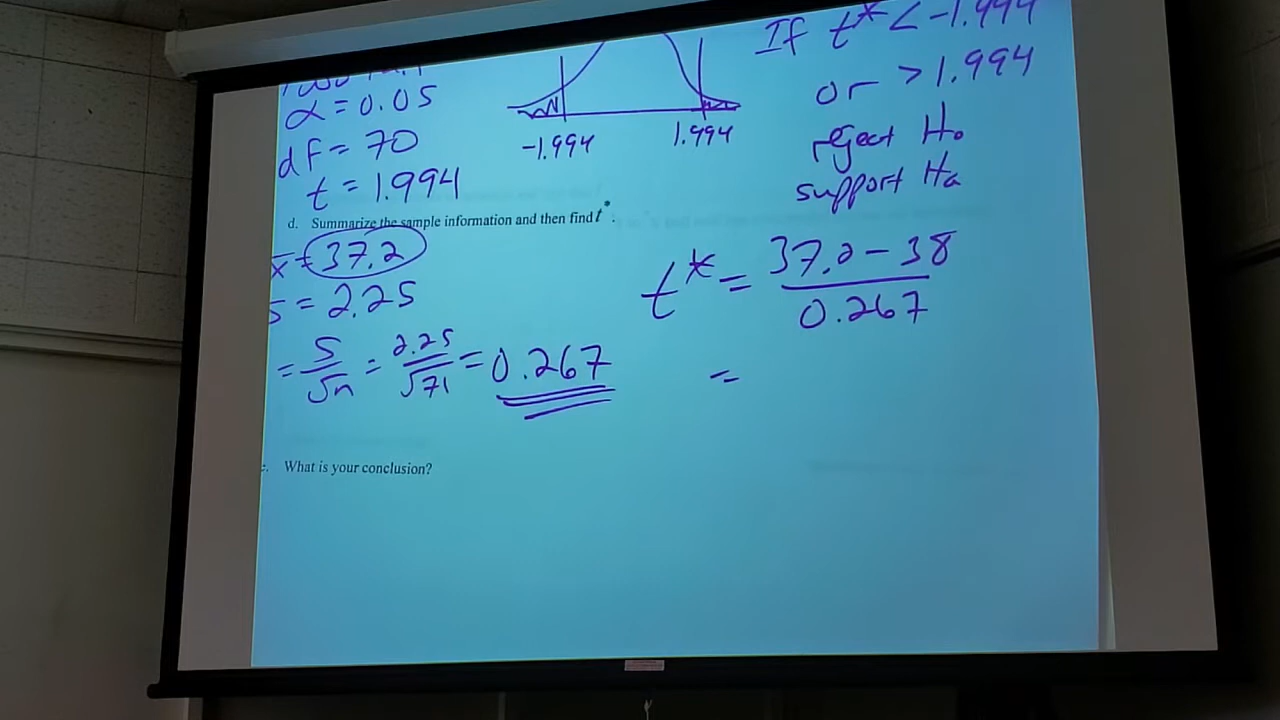 If t* < -1.994
or > 1.994
reject H₀
support Ha
α = 0.05
df = 70
t = 1.994
-1.994 1.994
d. Summarize the sample information and then find t*.
x̄ = 37.2
s = 2.25
= s/√n = 2.25/√71 = 0.267
t* = 37.2 - 38 / 0.267
=
What is your conclusion?